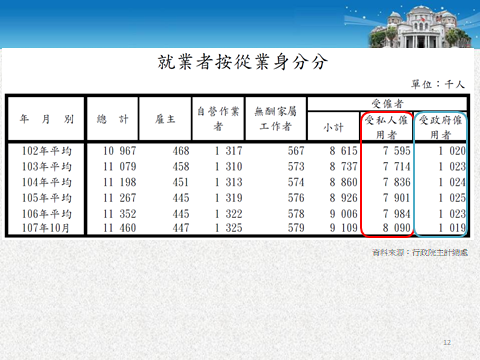 就業者按從業身分分
單位：千人
年 月 別 總 計 雇主 自營作業者 無酬家屬工作者 受僱者
小計 受私人僱用者 受政府僱用者
102年平均 10 967 468 1 317 567 8 615 7 595 1 020
103年平均 11 079 458 1 310 573 8 737 7 714 1 023
104年平均 11 198 451 1 313 574 8 860 7 836 1 024
105年平均 11 267 445 1 319 576 8 926 7 901 1 025
106年平均 11 352 445 1 322 578 9 006 7 984 1 023
107年10月 11 460 447 1 325 579 9 109 8 090 1 019
資料來源：行政院主計總處
12